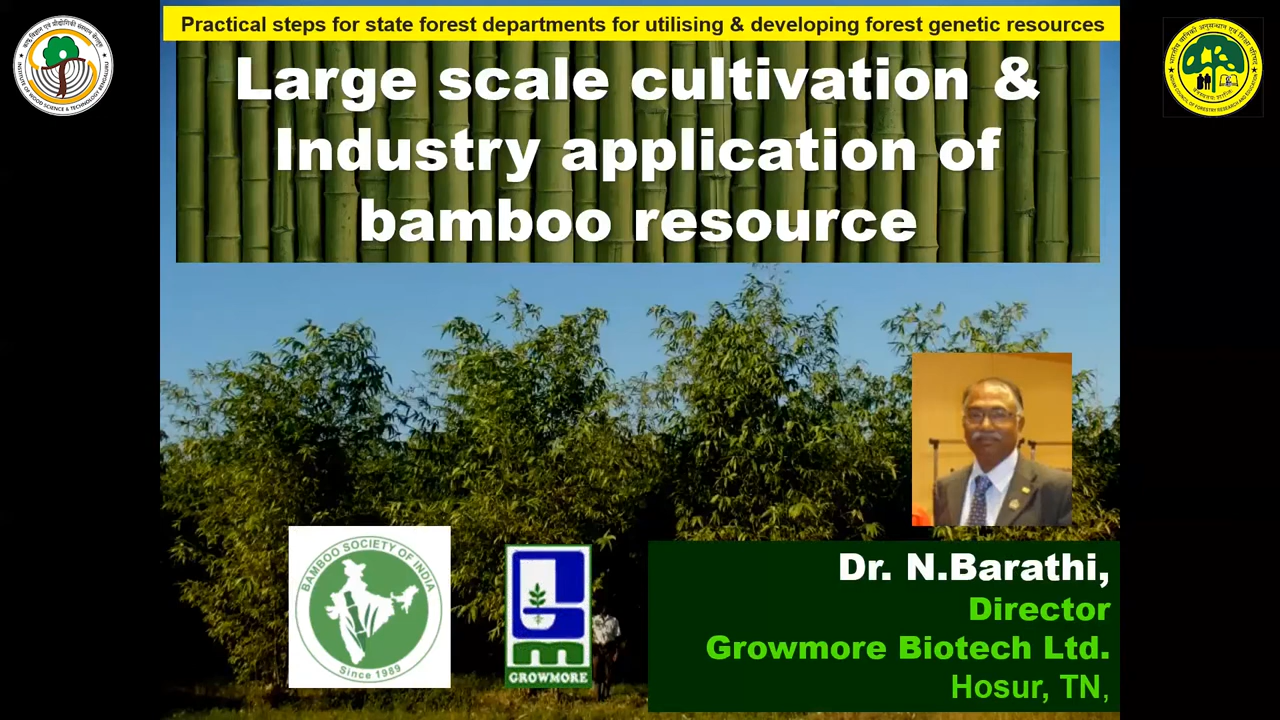 Practical steps for state forest departments for utilising & developing forest genetic resources
Large scale cultivation &
Industry application of
bamboo resource
BAMBOO SOCIETY OF INDIA
Since 1989
GROWMORE
Dr. N.Barathi,
Director
Growmore Biotech Ltd.
Hosur, TN,